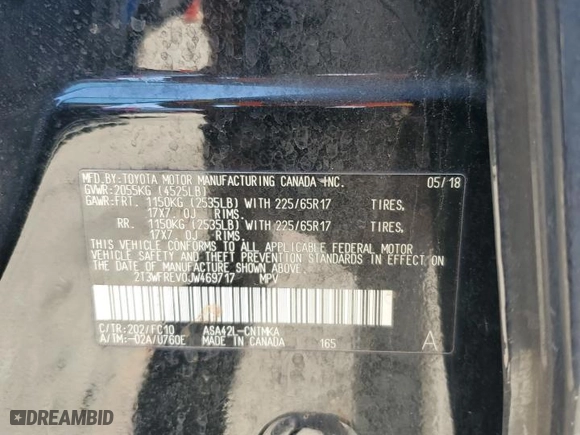 MFD.BY:TOYOTA MOTOR MANUFACTURING CANADA INC. 05/18
GVWR:2055KG (4525LB)
GAWR:FRT. 1150KG (2535LB) WITH 225/65R17 TIRES,
17X7.0J RIMS.
RR. 1150KG (2535LB) WITH 225/65R17 TIRES,
17X7.0J RIMS.
THIS VEHICLE CONFORMS TO ALL APPLICABLE FEDERAL MOTOR
VEHICLE SAFETY AND THEFT PREVENTION STANDARDS IN EFFECT
ON THE DATE OF MANUFACTURE SHOWN ABOVE.
2T3WFREV0JW469717 MPV
C/TR:202/FC10 ASA42L-CNTMKA
A/TM:-02A/U760E MADE IN CANADA 165 A
DREAMBID